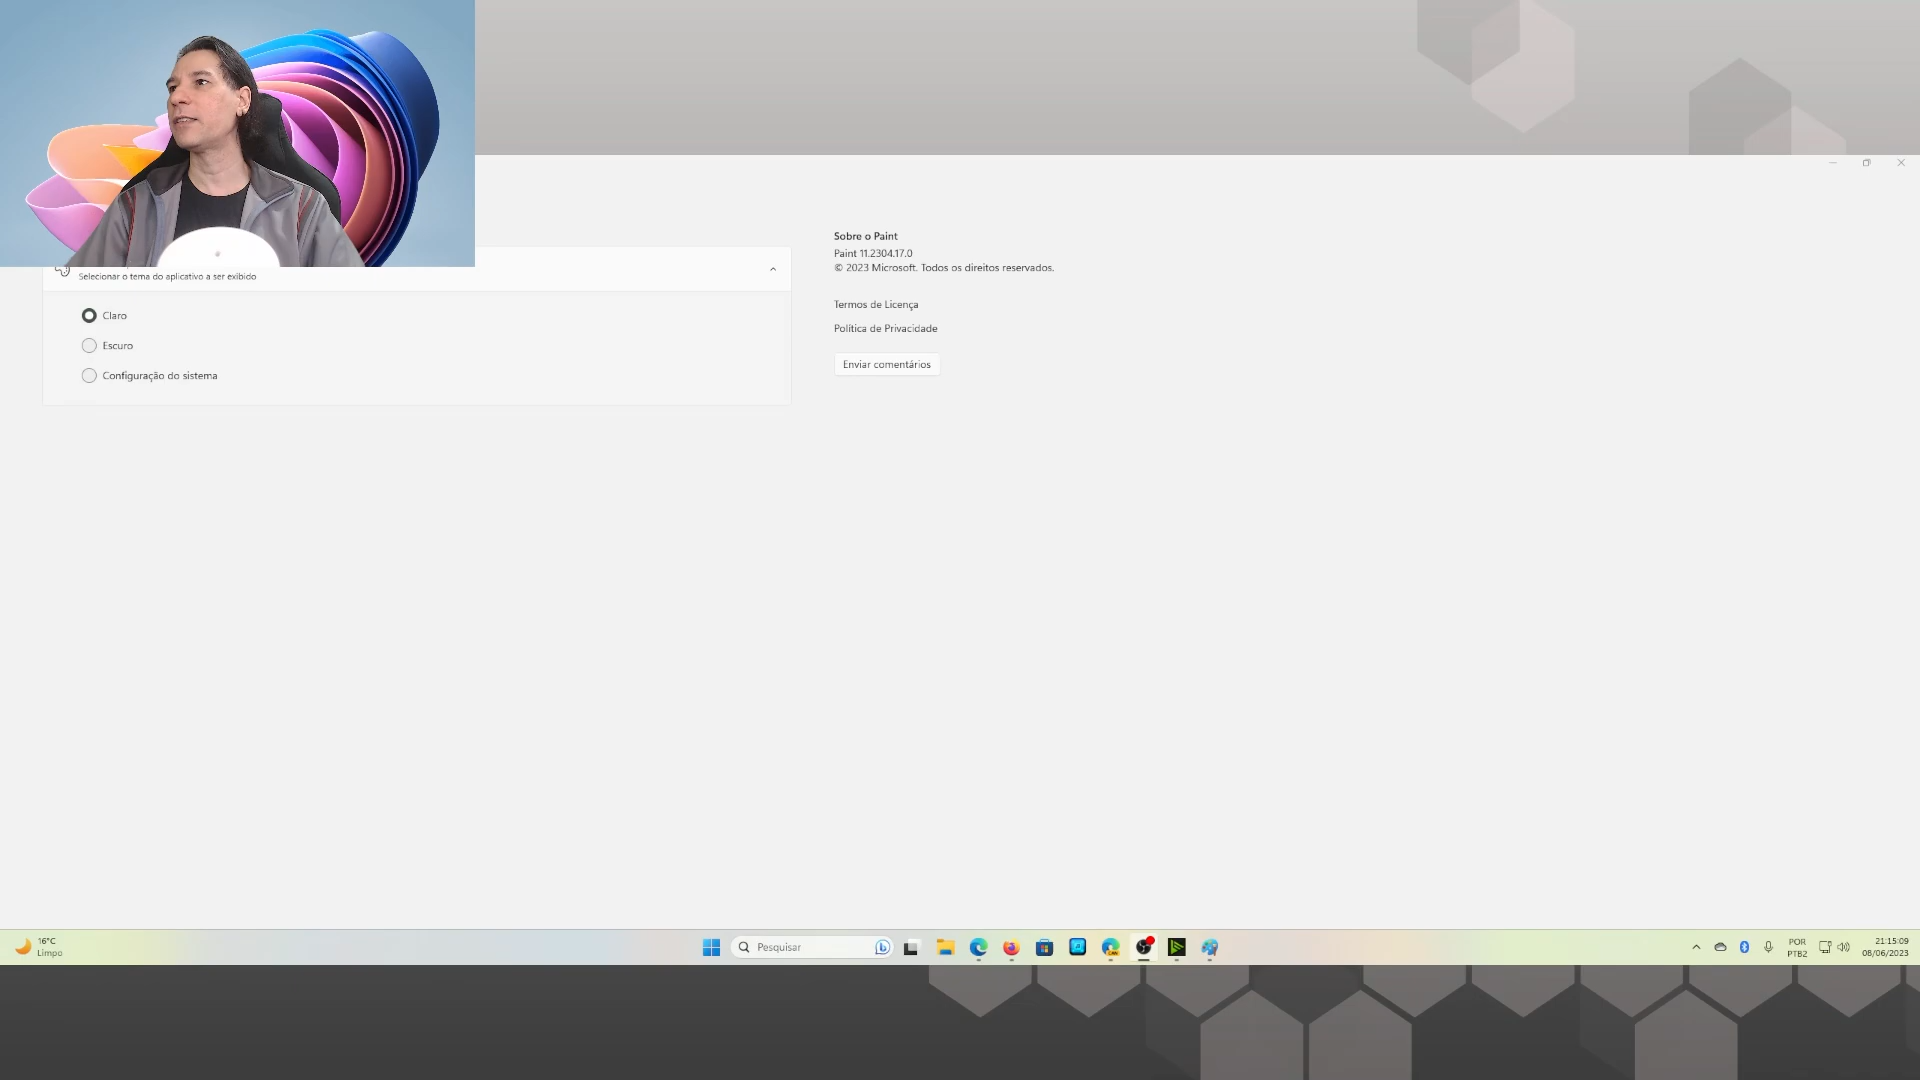 Selecionar o tema do aplicativo a ser exibido
Claro
Escuro
Configuração do sistema
Sobre o Paint
Paint 11.2304.17.0
© 2023 Microsoft. Todos os direitos reservados.
Termos de Licença
Política de Privacidade
Enviar comentários
16°C
Limpo
Pesquisar
POR
PTB2
21:15:09
08/06/2023